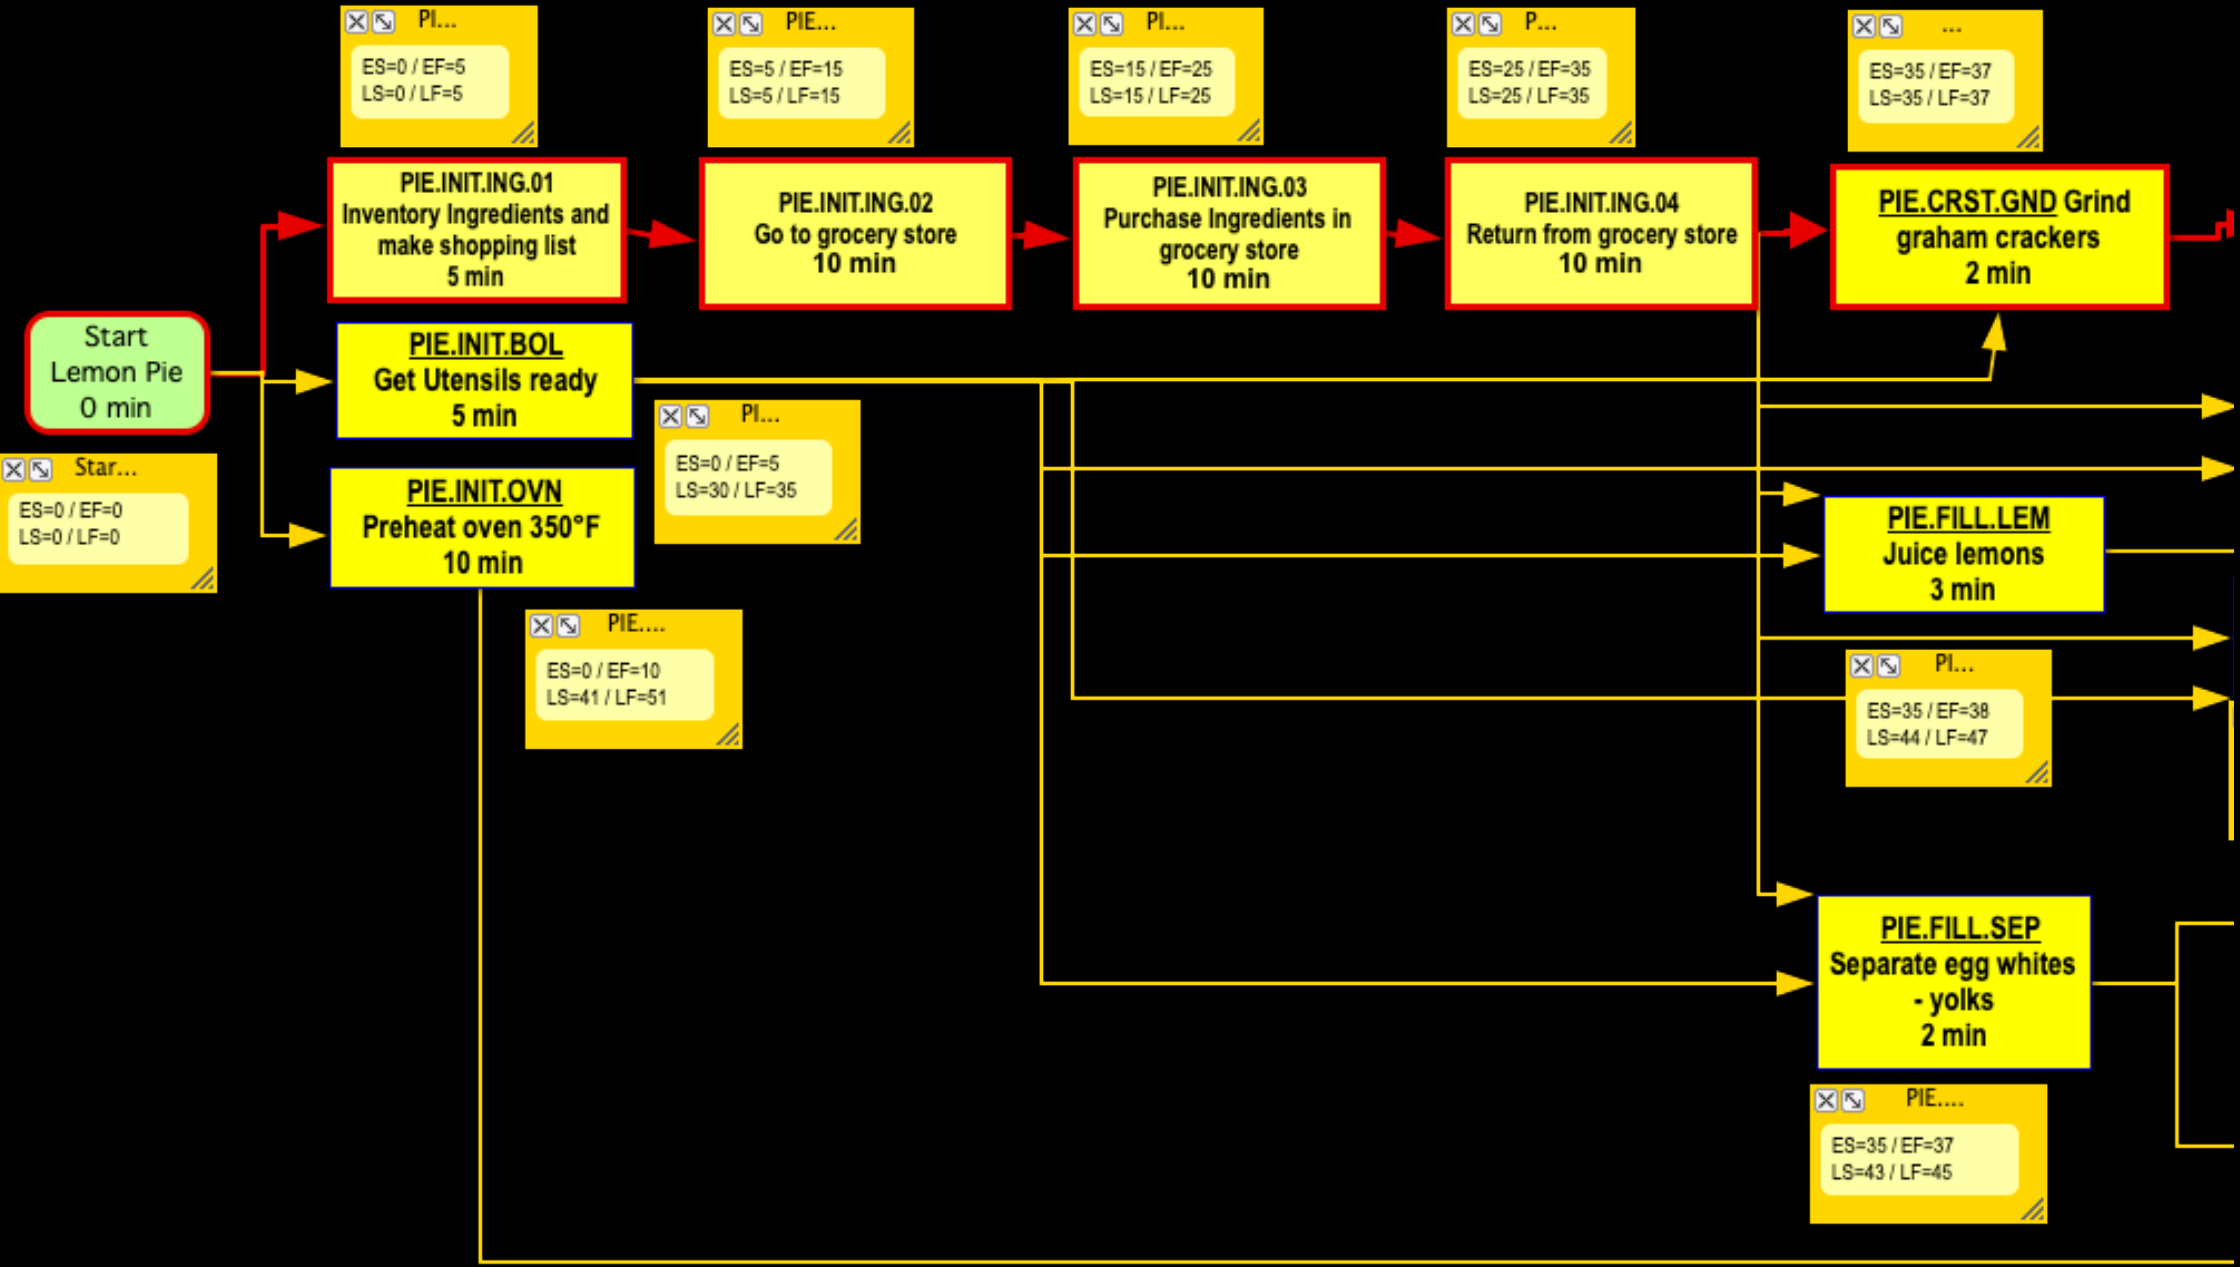 PI...
ES=0 / EF=5
LS=0 / LF=5
PIE...
ES=5 / EF=15
LS=5 / LF=15
PI...
ES=15 / EF=25
LS=15 / LF=25
P...
ES=25 / EF=35
LS=25 / LF=35
...
ES=35 / EF=37
LS=35 / LF=37
PIE.INIT.ING.01
Inventory Ingredients and
make shopping list
5 min
PIE.INIT.ING.02
Go to grocery store
10 min
PIE.INIT.ING.03
Purchase Ingredients in
grocery store
10 min
PIE.INIT.ING.04
Return from grocery store
10 min
PIE.CRST.GND Grind
graham crackers
2 min
Start
Lemon Pie
0 min
PIE.INIT.BOL
Get Utensils ready
5 min
PI...
ES=0 / EF=5
LS=30 / LF=35
Star...
ES=0 / EF=0
LS=0 / LF=0
PIE.INIT.OVN
Preheat oven 350°F
10 min
PIE....
ES=0 / EF=10
LS=41 / LF=51
PIE.FILL.LEM
Juice lemons
3 min
PI...
ES=35 / EF=38
LS=44 / LF=47
PIE.FILL.SEP
Separate egg whites
- yolks
2 min
PIE....
ES=35 / EF=37
LS=43 / LF=45